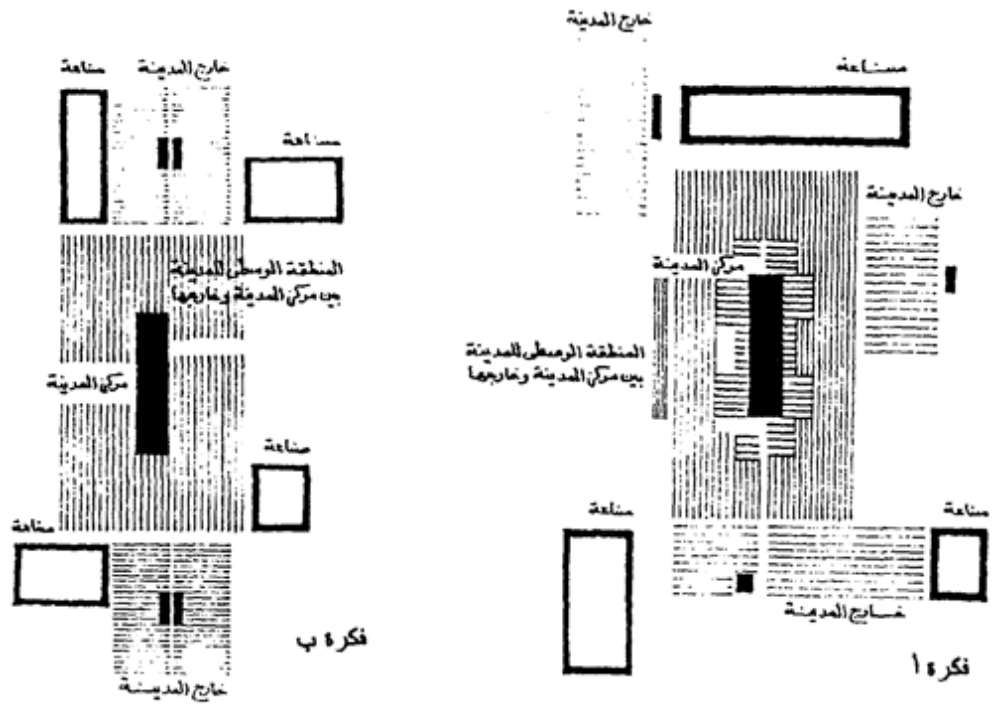 خارج المدينة
صناعة
خارج المدينة
مركز المدينة
المنطقة الوسطى للمدينة
بين مركز المدينة وخارجها
صناعة
صناعة
خارج المدينة
فكرة ا
خارج المدينة
صناعة
صناعة
المنطقة الوسطى للمدينة
بين مركز المدينة وخارجها
مركز المدينة
صناعة
صناعة
فكرة ب
خارج المدينة